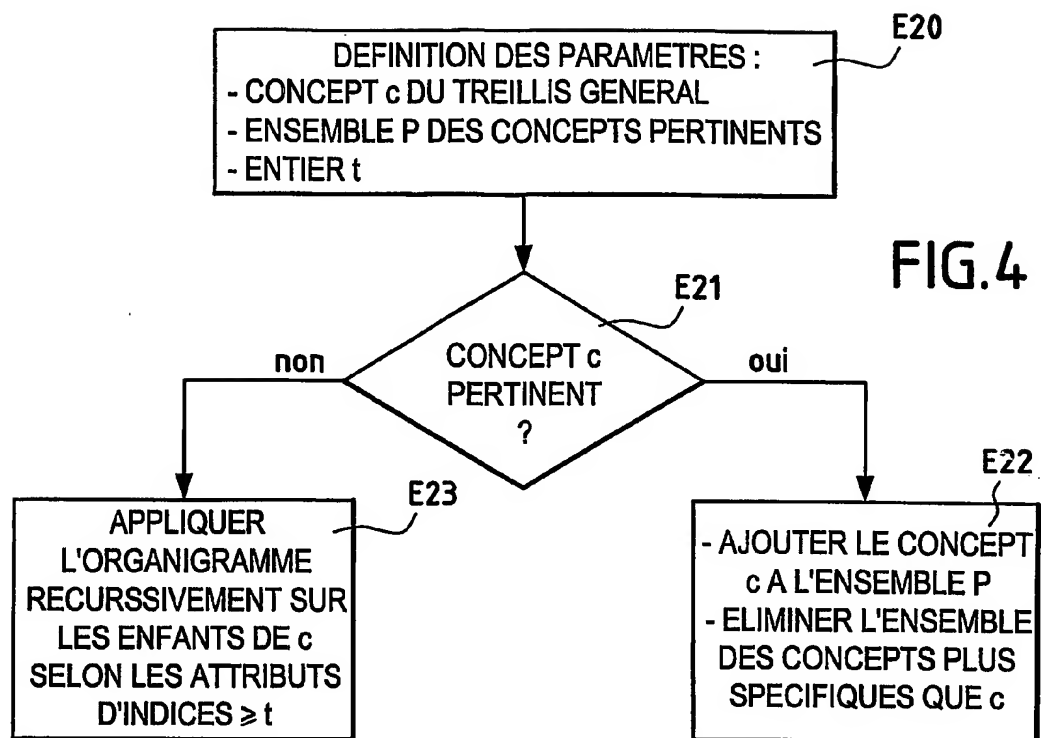 E20
DEFINITION DES PARAMETRES :
- CONCEPT c DU TREILLIS GENERAL
- ENSEMBLE P DES CONCEPTS PERTINENTS
- ENTIER t
FIG.4
E21
CONCEPT c
PERTINENT
?
non
oui
E23
APPLIQUER
L'ORGANIGRAMME
RECURSSIVEMENT SUR
LES ENFANTS DE c
SELON LES ATTRIBUTS
D'INDICES ⩾ t
E22
- AJOUTER LE CONCEPT
c A L'ENSEMBLE P
- ELIMINER L'ENSEMBLE
DES CONCEPTS PLUS
SPECIFIQUES QUE c